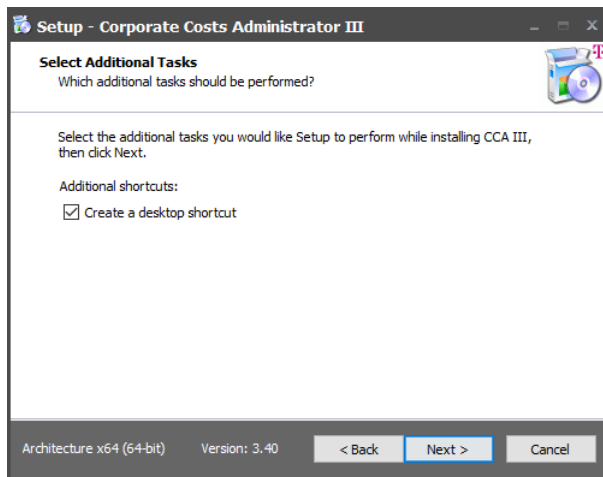 Setup - Corporate Costs Administrator III
Select Additional Tasks
Which additional tasks should be performed?
T
Select the additional tasks you would like Setup to perform while installing CCA III,
then click Next.
Additional shortcuts:
Create a desktop shortcut
Architecture x64 (64-bit) Version: 3.40 < Back Next > Cancel